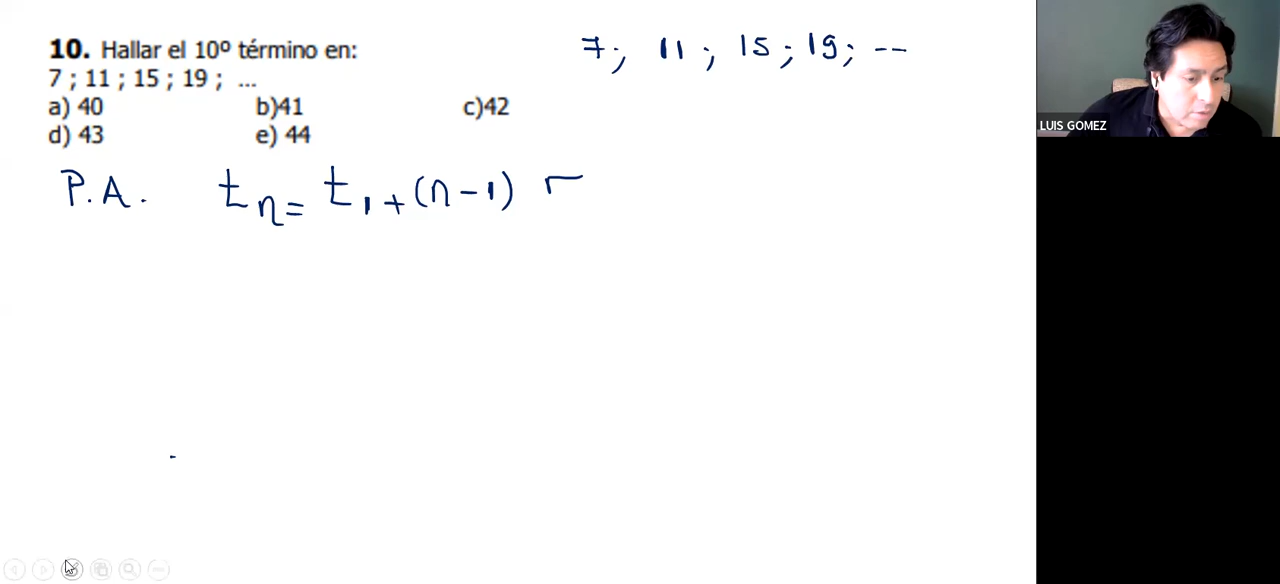 10. Hallar el 10º término en:
7 ; 11 ; 15 ; 19 ; ...
a) 40 b)41 c)42
d) 43 e) 44
7; 11 ; 15 ; 19; --
P.A. tn= t1+(n-1) r
LUIS GOMEZ